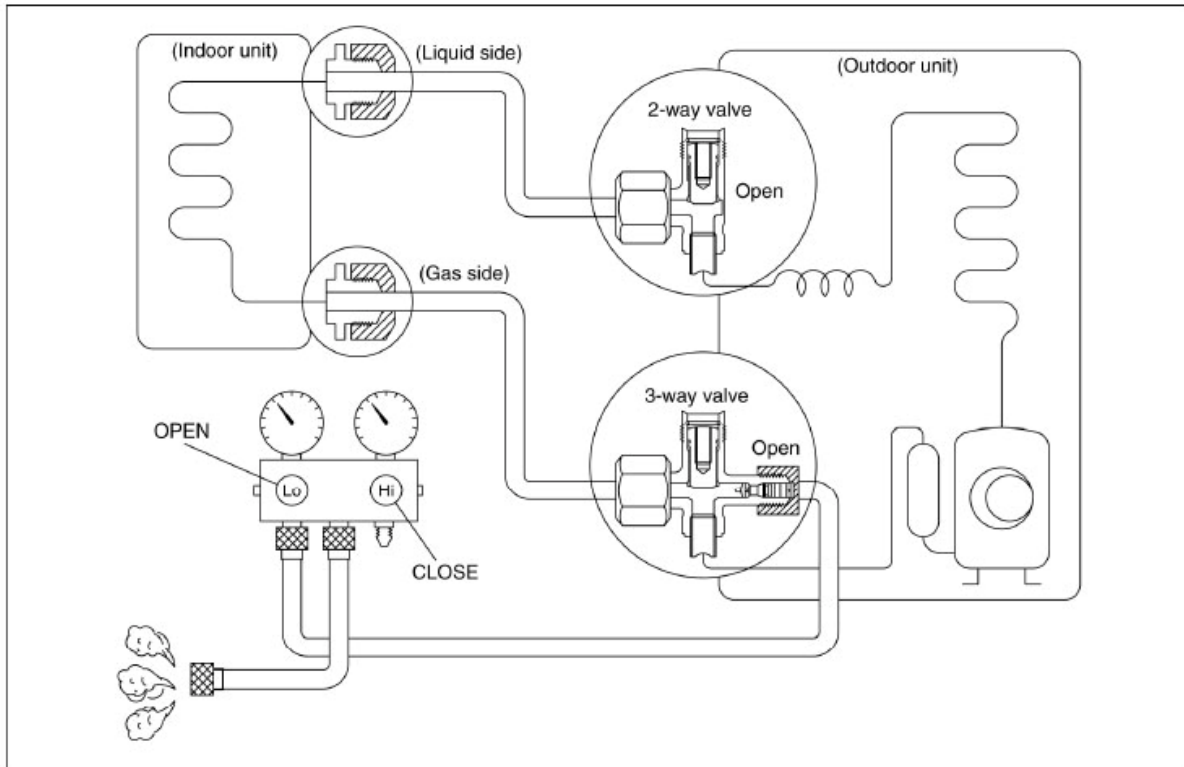 (Indoor unit)
(Liquid side)
(Outdoor unit)
2-way valve
Open
(Gas side)
3-way valve
Open
OPEN
Lo
Hi
CLOSE